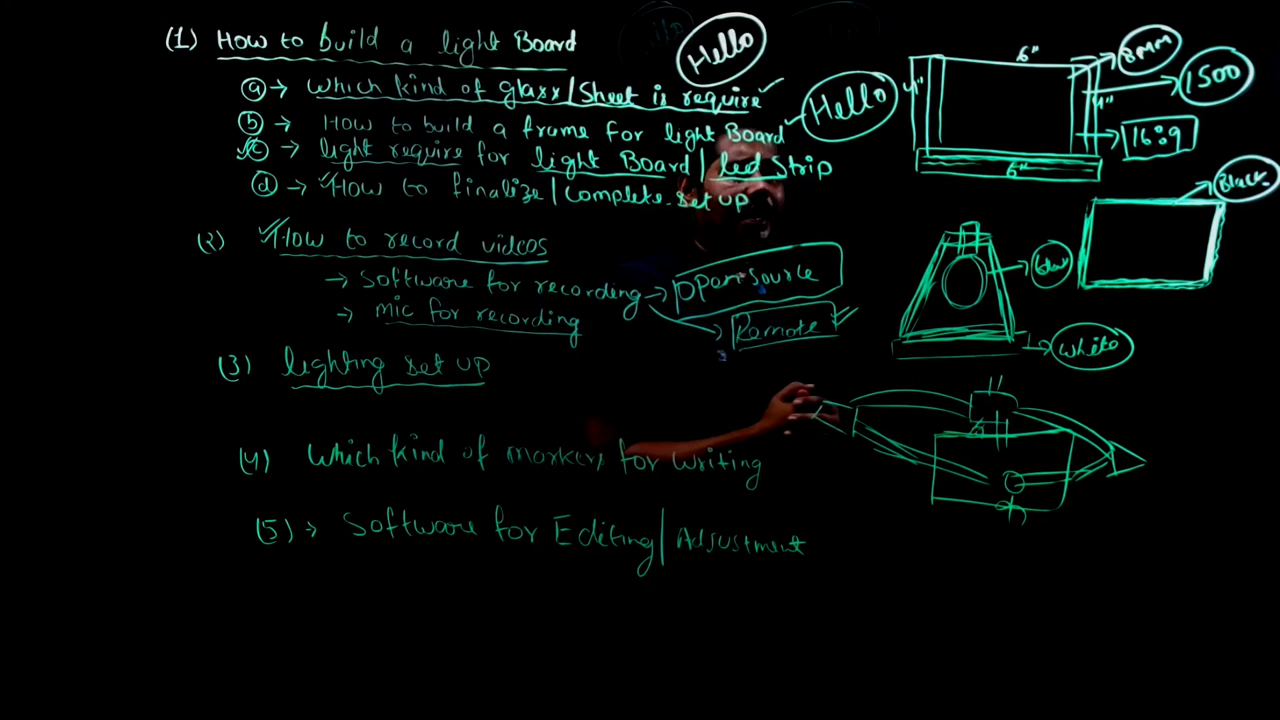 (1) How to build a light Board
Hello
ⓐ → Which kind of glass/Sheet is require ✓
Hello
ⓑ → How to build a frame for light Board
ⓒ → light require for light Board/led Strip
ⓓ → How to finalize/Complete set up
(2) How to record videos
→ Software for recording → Open source
→ mic for recording
→ Remote
(3) lighting set up
(4) Which kind of markers for writing
(5) → Software for Editing/Adjustment
6"
8MM
4"
4"
1500
16:9
6"
Black
White